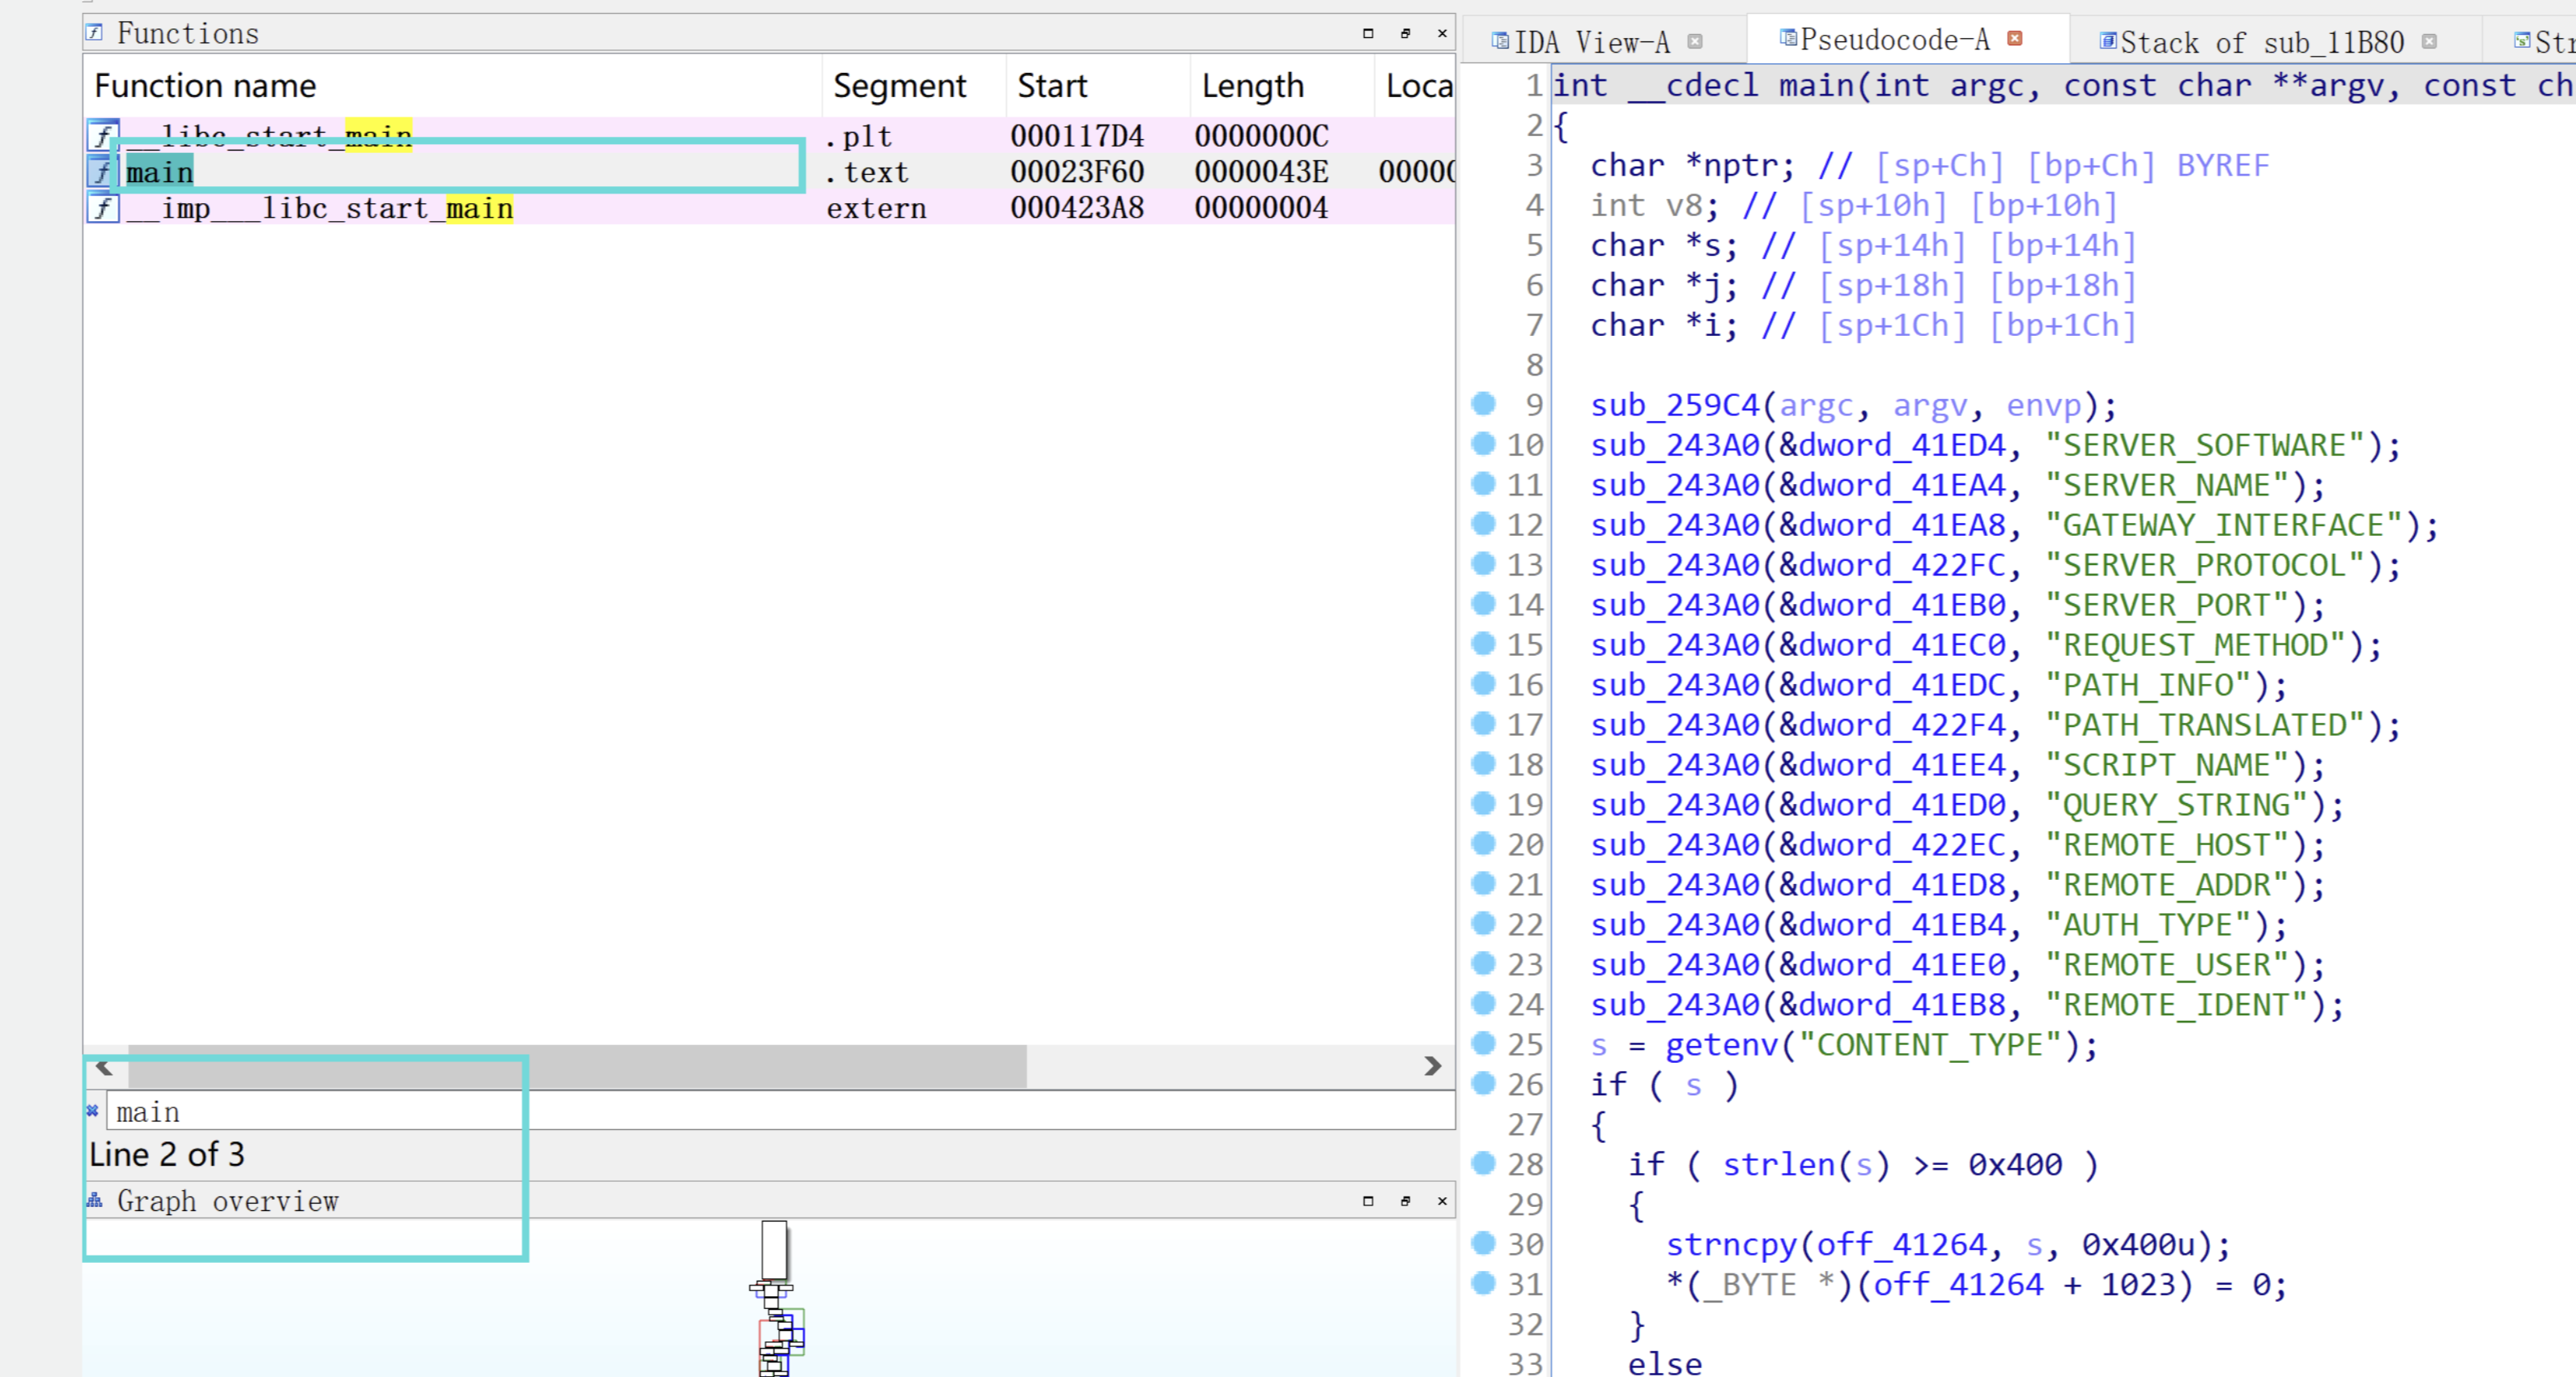 Functions
Function name Segment Start Length Loca
__libc_start_main .plt 000117D4 0000000C
main .text 00023F60 0000043E 00000
__imp___libc_start_main extern 000423A8 00000004
main
Line 2 of 3
Graph overview
IDA View-A Pseudocode-A Stack of sub_11B80 Str
1 int __cdecl main(int argc, const char **argv, const ch
2 {
3 char *nptr; // [sp+Ch] [bp+Ch] BYREF
4 int v8; // [sp+10h] [bp+10h]
5 char *s; // [sp+14h] [bp+14h]
6 char *j; // [sp+18h] [bp+18h]
7 char *i; // [sp+1Ch] [bp+1Ch]
8
9 sub_259C4(argc, argv, envp);
10 sub_243A0(&dword_41ED4, "SERVER_SOFTWARE");
11 sub_243A0(&dword_41EA4, "SERVER_NAME");
12 sub_243A0(&dword_41EA8, "GATEWAY_INTERFACE");
13 sub_243A0(&dword_422FC, "SERVER_PROTOCOL");
14 sub_243A0(&dword_41EB0, "SERVER_PORT");
15 sub_243A0(&dword_41EC0, "REQUEST_METHOD");
16 sub_243A0(&dword_41EDC, "PATH_INFO");
17 sub_243A0(&dword_422F4, "PATH_TRANSLATED");
18 sub_243A0(&dword_41EE4, "SCRIPT_NAME");
19 sub_243A0(&dword_41ED0, "QUERY_STRING");
20 sub_243A0(&dword_422EC, "REMOTE_HOST");
21 sub_243A0(&dword_41ED8, "REMOTE_ADDR");
22 sub_243A0(&dword_41EB4, "AUTH_TYPE");
23 sub_243A0(&dword_41EE0, "REMOTE_USER");
24 sub_243A0(&dword_41EB8, "REMOTE_IDENT");
25 s = getenv("CONTENT_TYPE");
26 if ( s )
27 {
28 if ( strlen(s) >= 0x400 )
29 {
30 strncpy(off_41264, s, 0x400u);
31 *(_BYTE *)(off_41264 + 1023) = 0;
32 }
33 else